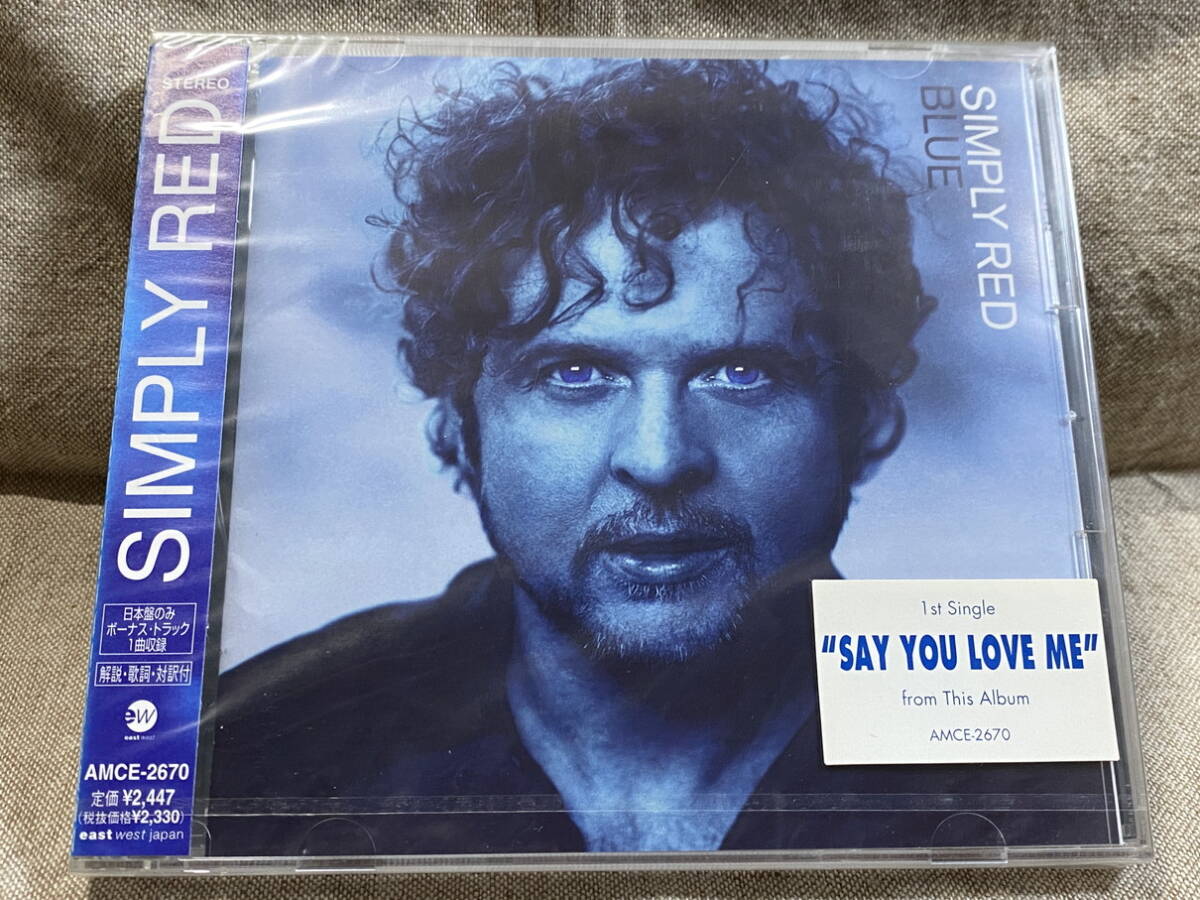 STEREO
SIMPLY RED
日本盤のみ
ボーナス・トラック
1曲収録
解説・歌詞・対訳付
ew
east west
AMCE-2670
定価 ¥2,447
(税抜価格¥2,330)
east west japan
SIMPLY RED
BLUE
1st Single
"SAY YOU LOVE ME"
from This Album
AMCE-2670